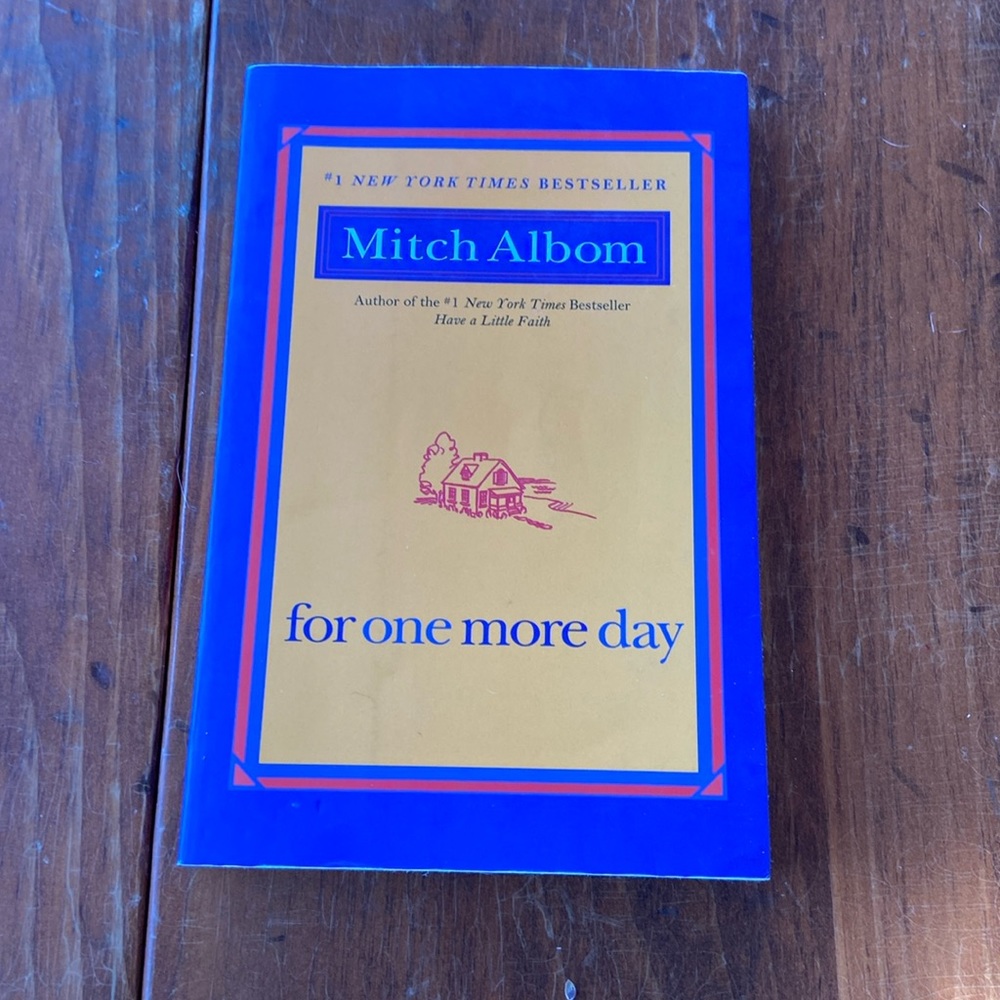 #1 NEW YORK TIMES BESTSELLER
Mitch Albom
Author of the #1 New York Times Bestseller
Have a Little Faith
for one more day